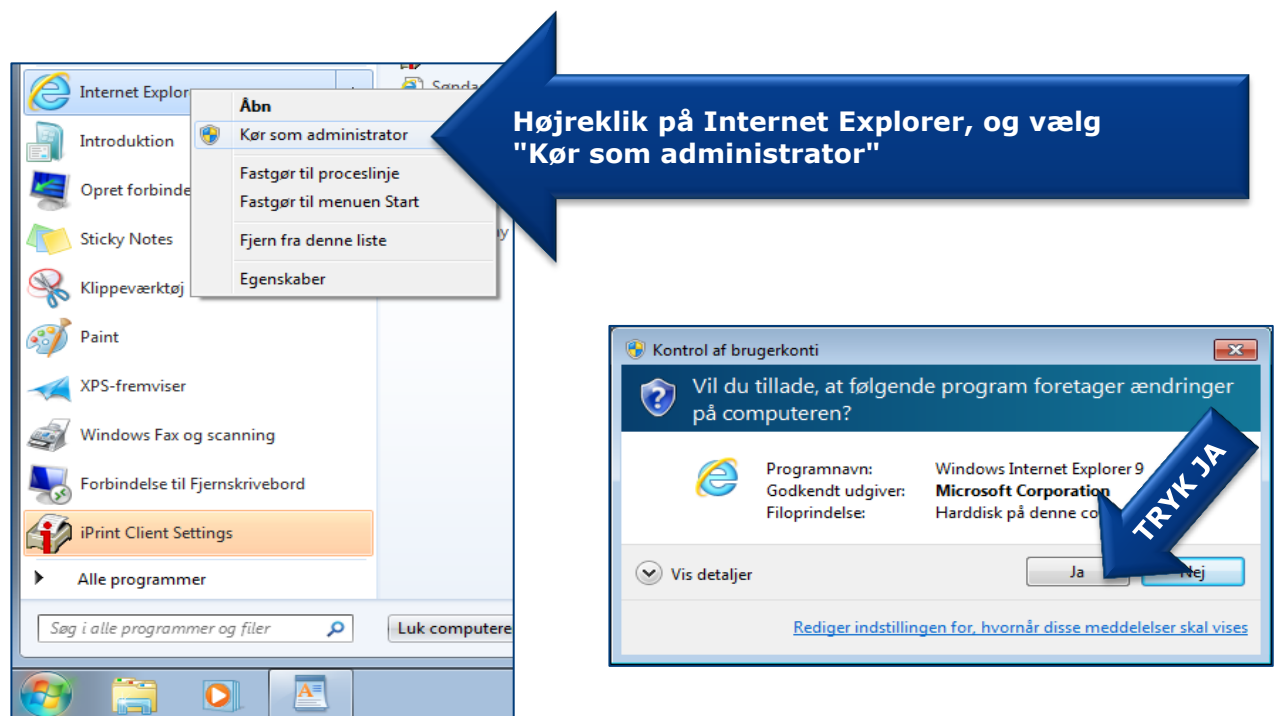 Internet Explor
Introduktion
Opret forbinde
Sticky Notes
Klippeværktøj
Paint
XPS-fremviser
Windows Fax og scanning
Forbindelse til Fjernskrivebord
iPrint Client Settings
Alle programmer
Søg i alle programmer og filer
Luk computere
Åbn
Kør som administrator
Fastgør til proceslinje
Fastgør til menuen Start
Fjern fra denne liste
Egenskaber
Højreklik på Internet Explorer, og vælg
"Kør som administrator"
Kontrol af brugerkonti
Vil du tillade, at følgende program foretager ændringer
på computeren?
Programnavn: Windows Internet Explorer 9
Godkendt udgiver: Microsoft Corporation
Filoprindelse: Harddisk på denne co
TRYK JA
Vis detaljer
Ja
Nej
Rediger indstillingen for, hvornår disse meddelelser skal vises